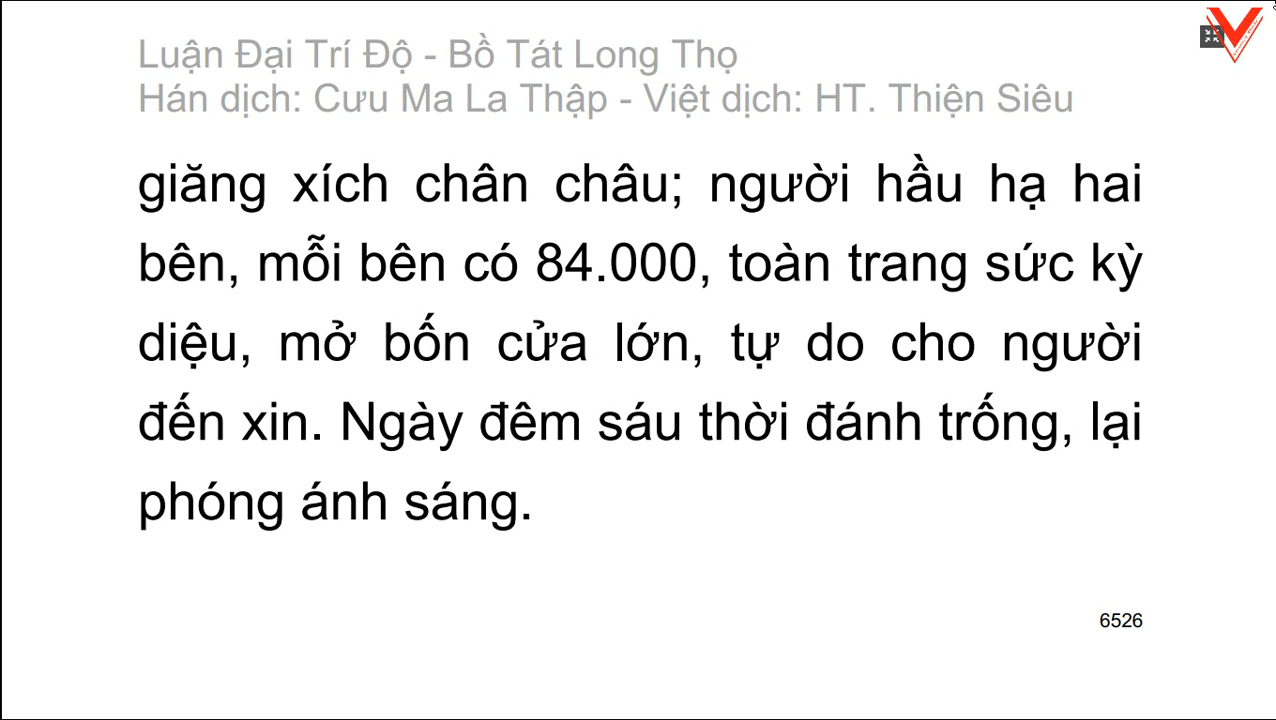 Luận Đại Trí Độ - Bồ Tát Long Thọ
Hán dịch: Cưu Ma La Thập - Việt dịch: HT. Thiện Siêu
giăng xích chân châu; người hầu hạ hai
bên, mỗi bên có 84.000, toàn trang sức kỳ
diệu, mở bốn cửa lớn, tự do cho người
đến xin. Ngày đêm sáu thời đánh trống, lại
phóng ánh sáng.
6526